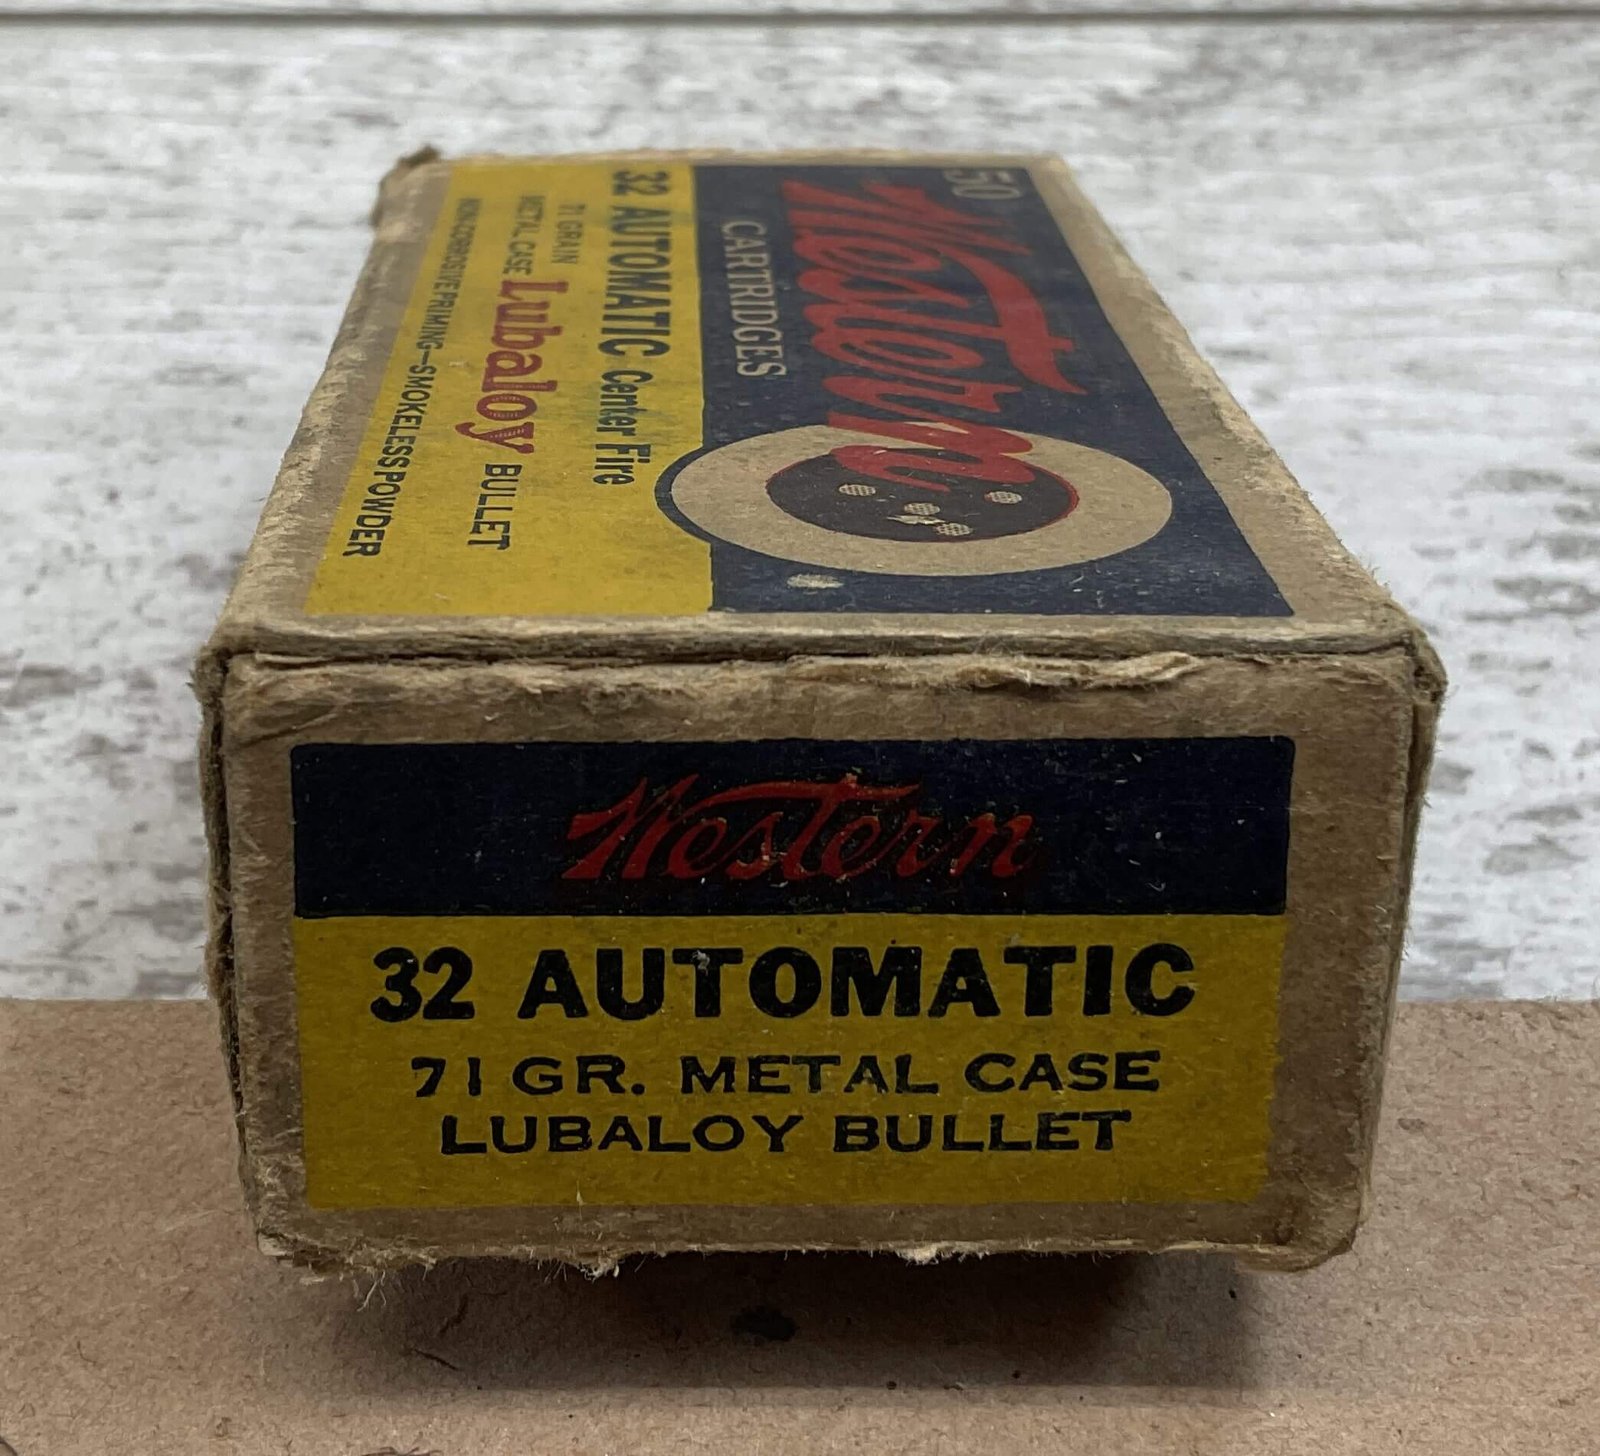 50
Western
CARTRIDGES
32 AUTOMATIC Center Fire
71 GRAIN
METAL CASE Lubaloy BULLET
NON-CORROSIVE PRIMING—SMOKELESS POWDER
Western
32 AUTOMATIC
71 GR. METAL CASE
LUBALOY BULLET